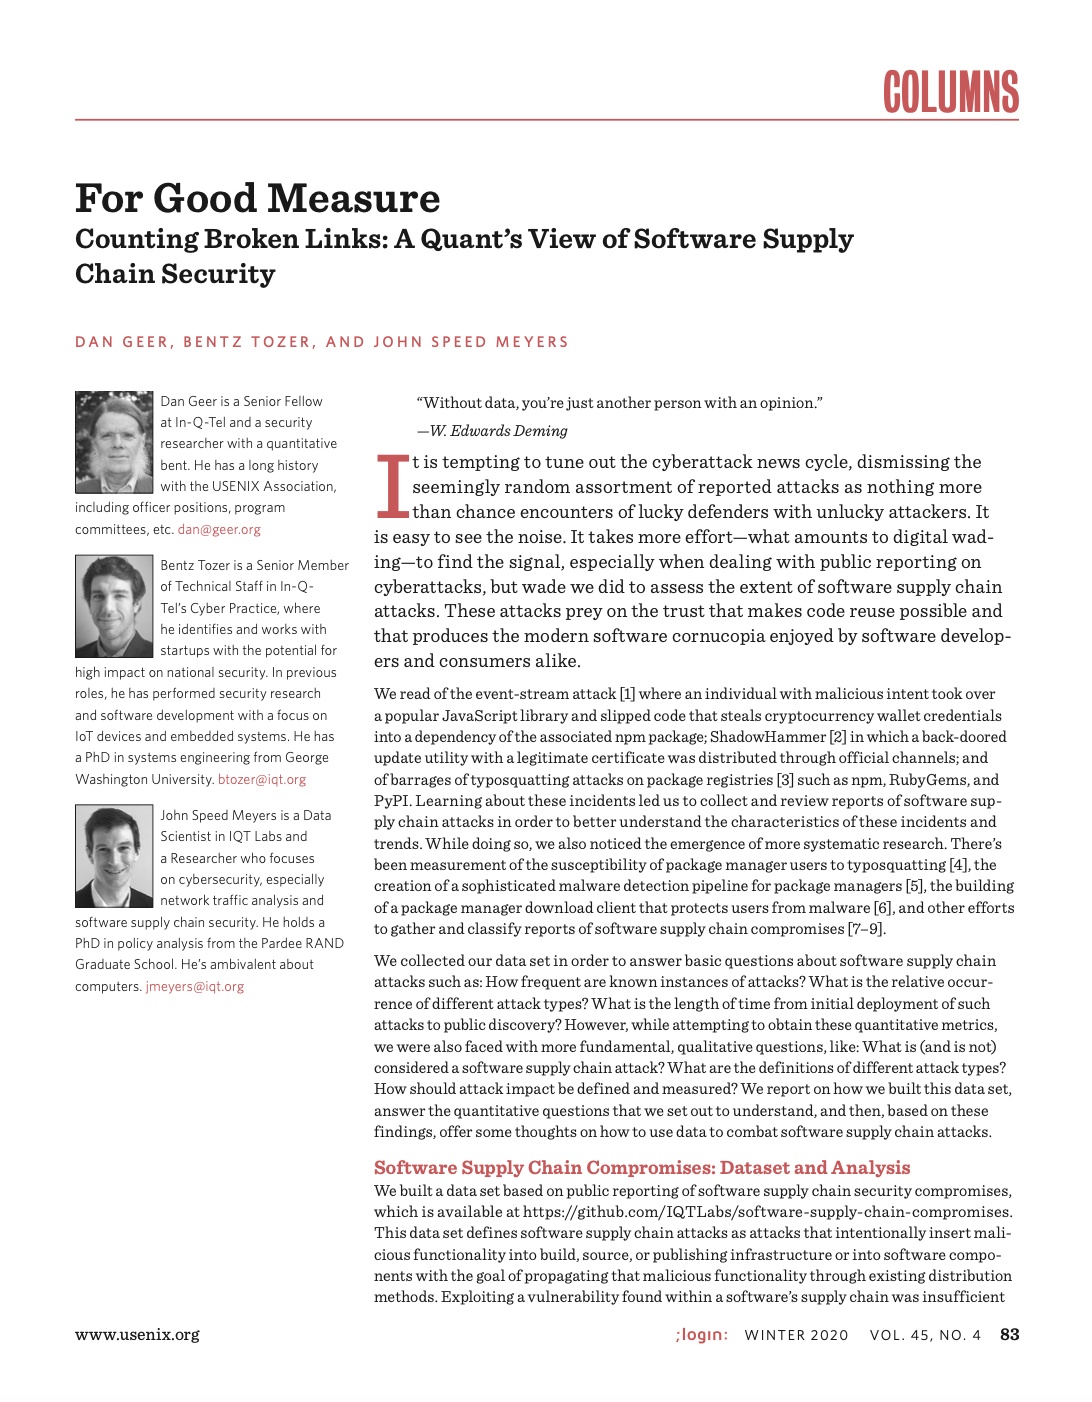 COLUMNS
For Good Measure
Counting Broken Links: A Quant's View of Software Supply
Chain Security
DAN GEER, BENTZ TOZER, AND JOHN SPEED MEYERS
Dan Geer is a Senior Fellow
at In-Q-Tel and a security
researcher with a quantitative
bent. He has a long history
with the USENIX Association,
including officer positions, program
committees, etc. dan@geer.org
Bentz Tozer is a Senior Member
of Technical Staff in In-Q-
Tel's Cyber Practice, where
he identifies and works with
startups with the potential for
high impact on national security. In previous
roles, he has performed security research
and software development with a focus on
IoT devices and embedded systems. He has
a PhD in systems engineering from George
Washington University. btozer@iqt.org
John Speed Meyers is a Data
Scientist in IQT Labs and
a Researcher who focuses
on cybersecurity, especially
network traffic analysis and
software supply chain security. He holds a
PhD in policy analysis from the Pardee RAND
Graduate School. He's ambivalent about
computers. jmeyers@iqt.org
“Without data, you're just another person with an opinion.”
—W. Edwards Deming
It is tempting to tune out the cyberattack news cycle, dismissing the
seemingly random assortment of reported attacks as nothing more
than chance encounters of lucky defenders with unlucky attackers. It
is easy to see the noise. It takes more effort—what amounts to digital wad-
ing—to find the signal, especially when dealing with public reporting on
cyberattacks, but wade we did to assess the extent of software supply chain
attacks. These attacks prey on the trust that makes code reuse possible and
that produces the modern software cornucopia enjoyed by software develop-
ers and consumers alike.
We read of the event-stream attack [1] where an individual with malicious intent took over
a popular JavaScript library and slipped code that steals cryptocurrency wallet credentials
into a dependency of the associated npm package; ShadowHammer [2] in which a back-doored
update utility with a legitimate certificate was distributed through official channels; and
of barrages of typosquatting attacks on package registries [3] such as npm, RubyGems, and
PyPI. Learning about these incidents led us to collect and review reports of software sup-
ply chain attacks in order to better understand the characteristics of these incidents and
trends. While doing so, we also noticed the emergence of more systematic research. There's
been measurement of the susceptibility of package manager users to typosquatting [4], the
creation of a sophisticated malware detection pipeline for package managers [5], the building
of a package manager download client that protects users from malware [6], and other efforts
to gather and classify reports of software supply chain compromises [7–9].
We collected our data set in order to answer basic questions about software supply chain
attacks such as: How frequent are known instances of attacks? What is the relative occur-
rence of different attack types? What is the length of time from initial deployment of such
attacks to public discovery? However, while attempting to obtain these quantitative metrics,
we were also faced with more fundamental, qualitative questions, like: What is (and is not)
considered a software supply chain attack? What are the definitions of different attack types?
How should attack impact be defined and measured? We report on how we built this data set,
answer the quantitative questions that we set out to understand, and then, based on these
findings, offer some thoughts on how to use data to combat software supply chain attacks.
Software Supply Chain Compromises: Dataset and Analysis
We built a data set based on public reporting of software supply chain security compromises,
which is available at https://github.com/IQTLabs/software-supply-chain-compromises.
This data set defines software supply chain attacks as attacks that intentionally insert mali-
cious functionality into build, source, or publishing infrastructure or into software compo-
nents with the goal of propagating that malicious functionality through existing distribution
methods. Exploiting a vulnerability found within a software's supply chain was insufficient
www.usenix.org
;login: WINTER 2020 VOL. 45, NO. 4 83